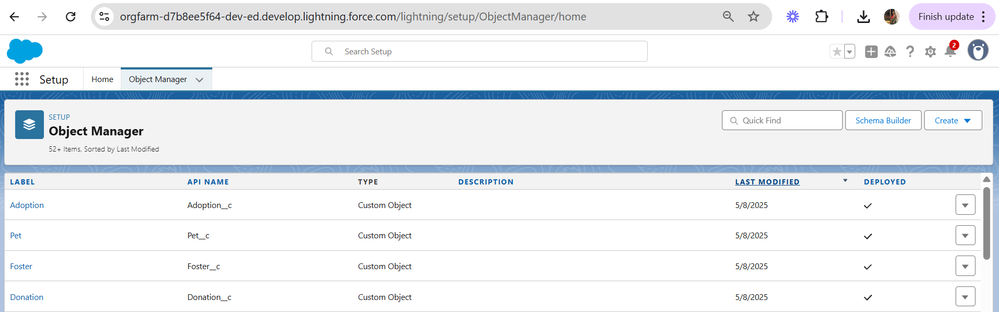 orgfarm-d7b8ee5f64-dev-ed.develop.lightning.force.com/lightning/setup/ObjectManager/home
Finish update
Search Setup
2
Setup
Home
Object Manager
SETUP
Object Manager
52+ Items, Sorted by Last Modified
Quick Find
Schema Builder
Create
LABEL API NAME TYPE DESCRIPTION LAST MODIFIED DEPLOYED
Adoption Adoption__c Custom Object 5/8/2025
Pet Pet__c Custom Object 5/8/2025
Foster Foster__c Custom Object 5/8/2025
Donation Donation__c Custom Object 5/8/2025